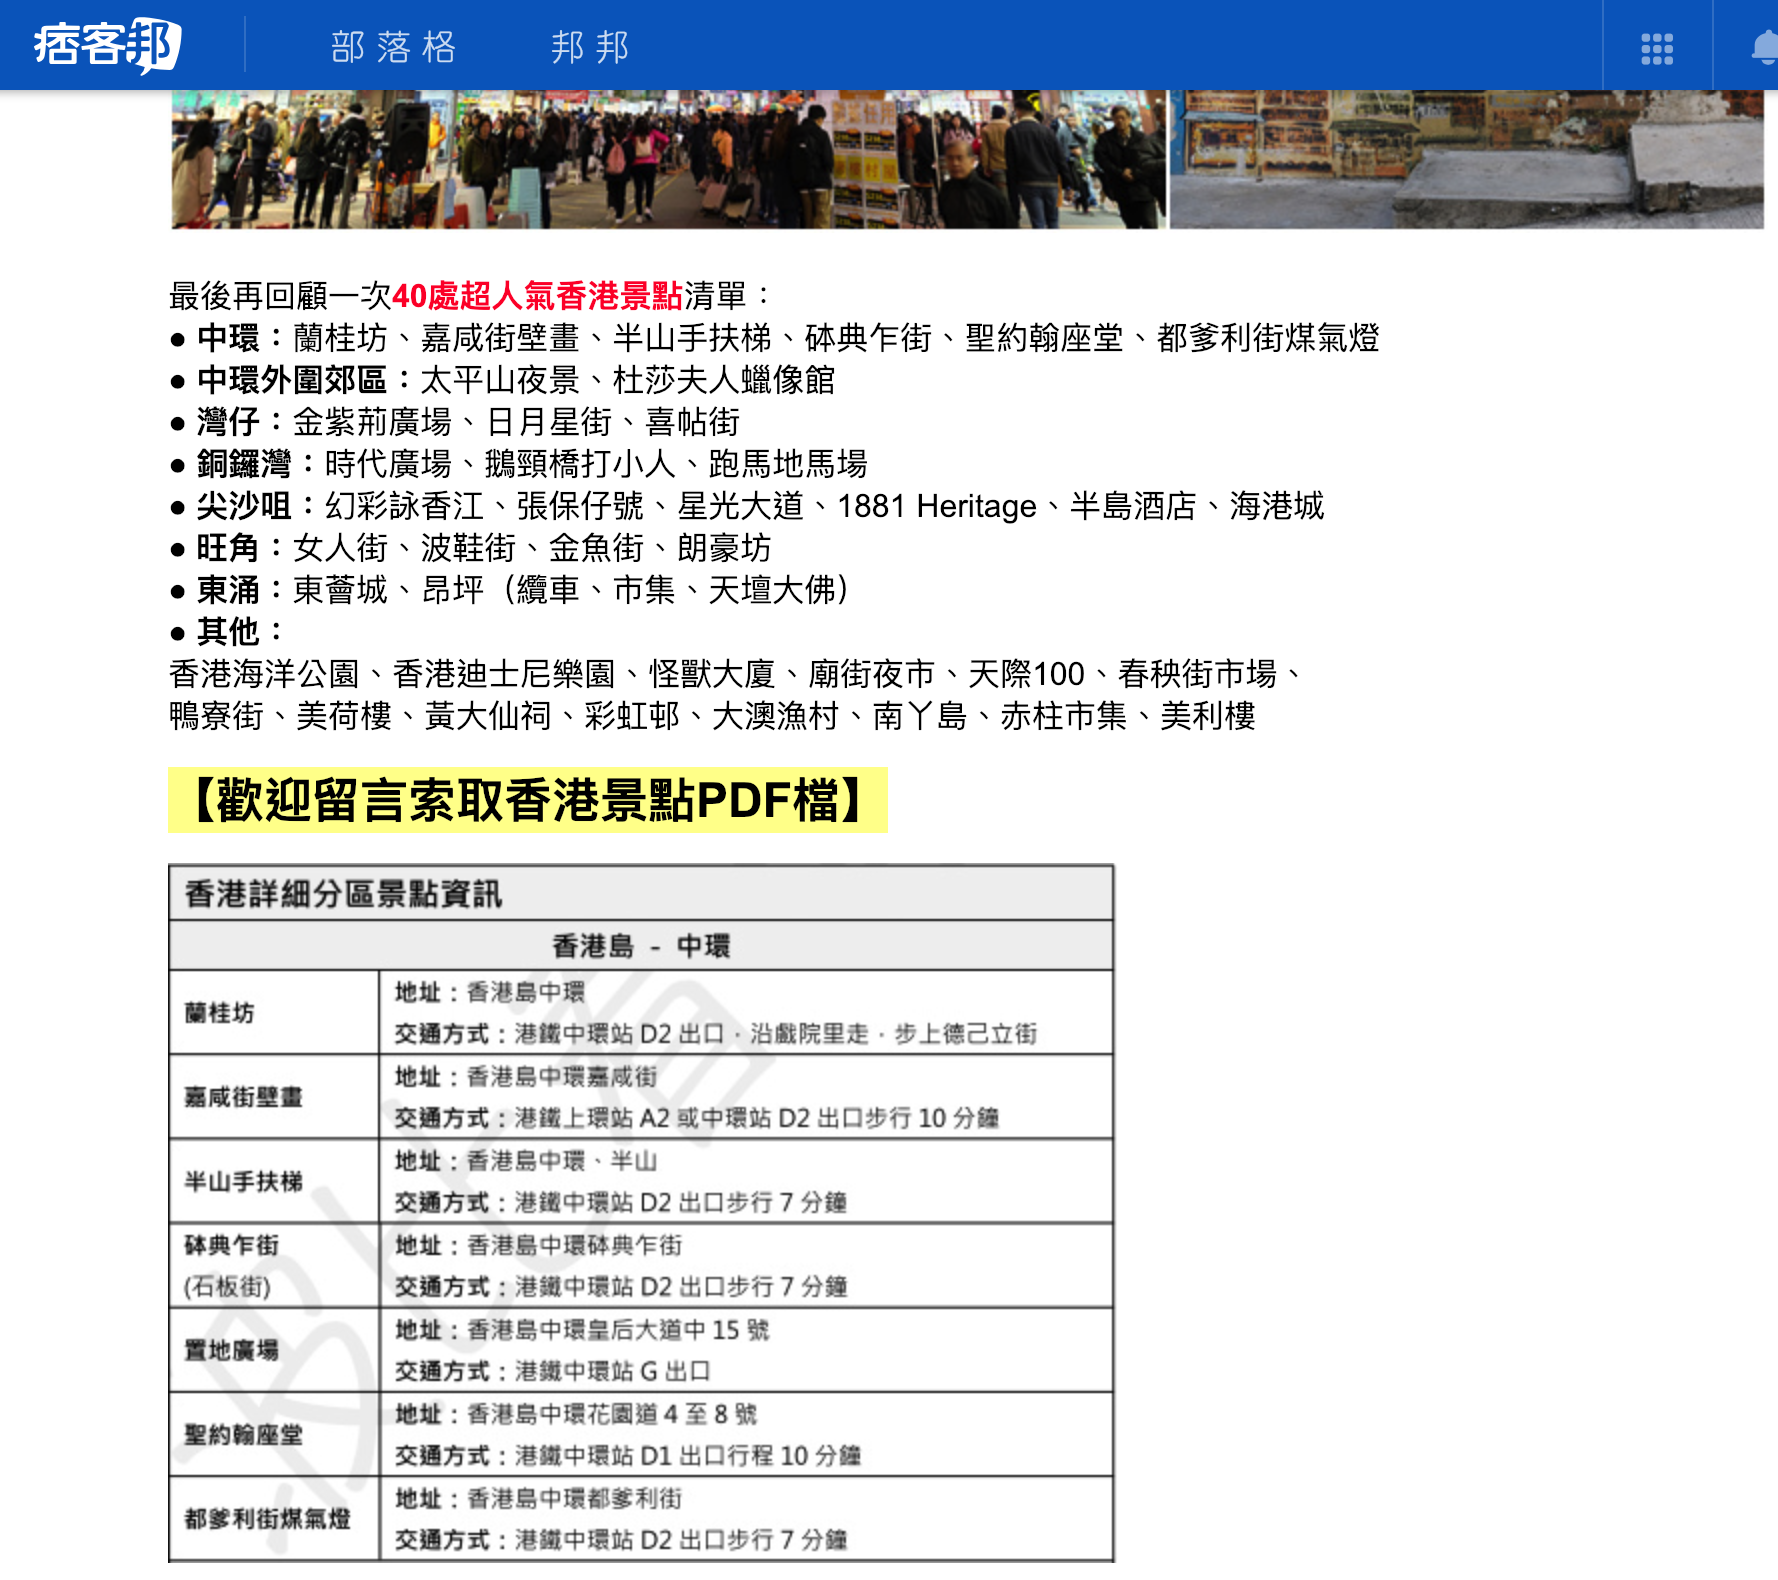 痞客邦 部落格 邦邦
最後再回顧一次40處超人氣香港景點清單：
● 中環：蘭桂坊、嘉咸街壁畫、半山手扶梯、砵典乍街、聖約翰座堂、都爹利街煤氣燈
● 中環外圍郊區：太平山夜景、杜莎夫人蠟像館
● 灣仔：金紫荊廣場、日月星街、喜帖街
● 銅鑼灣：時代廣場、鵝頸橋打小人、跑馬地馬場
● 尖沙咀：幻彩詠香江、張保仔號、星光大道、1881 Heritage、半島酒店、海港城
● 旺角：女人街、波鞋街、金魚街、朗豪坊
● 東涌：東薈城、昂坪（纜車、市集、天壇大佛）
● 其他：
香港海洋公園、香港迪士尼樂園、怪獸大廈、廟街夜市、天際100、春秧街市場、
鴨寮街、美荷樓、黃大仙祠、彩虹邨、大澳漁村、南丫島、赤柱市集、美利樓
【歡迎留言索取香港景點PDF檔】
香港詳細分區景點資訊
香港島 - 中環
蘭桂坊
地址：香港島中環
交通方式：港鐵中環站 D2 出口，沿戲院里走，步上德己立街
嘉咸街壁畫
地址：香港島中環嘉咸街
交通方式：港鐵上環站 A2 或中環站 D2 出口步行 10 分鐘
半山手扶梯
地址：香港島中環、半山
交通方式：港鐵中環站 D2 出口步行 7 分鐘
砵典乍街
(石板街)
地址：香港島中環砵典乍街
交通方式：港鐵中環站 D2 出口步行 7 分鐘
置地廣場
地址：香港島中環皇后大道中 15 號
交通方式：港鐵中環站 G 出口
聖約翰座堂
地址：香港島中環花園道 4 至 8 號
交通方式：港鐵中環站 D1 出口行程 10 分鐘
都爹利街煤氣燈
地址：香港島中環都爹利街
交通方式：港鐵中環站 D2 出口步行 7 分鐘